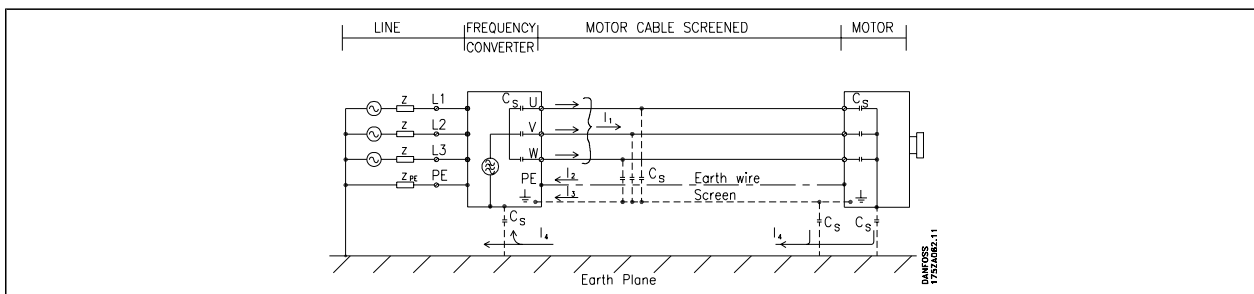 LINE
FREQUENCY
CONVERTER
MOTOR CABLE SCREENED
MOTOR
Z L1
Z L2
Z L3
Z PE PE
C S U
V
W
PE
I 1
I 2
I 3
C S
Earth wire
Screen
C S
C S
I 4
C S
I 4
C S
Earth Plane
DANFOSS
175ZA062.11